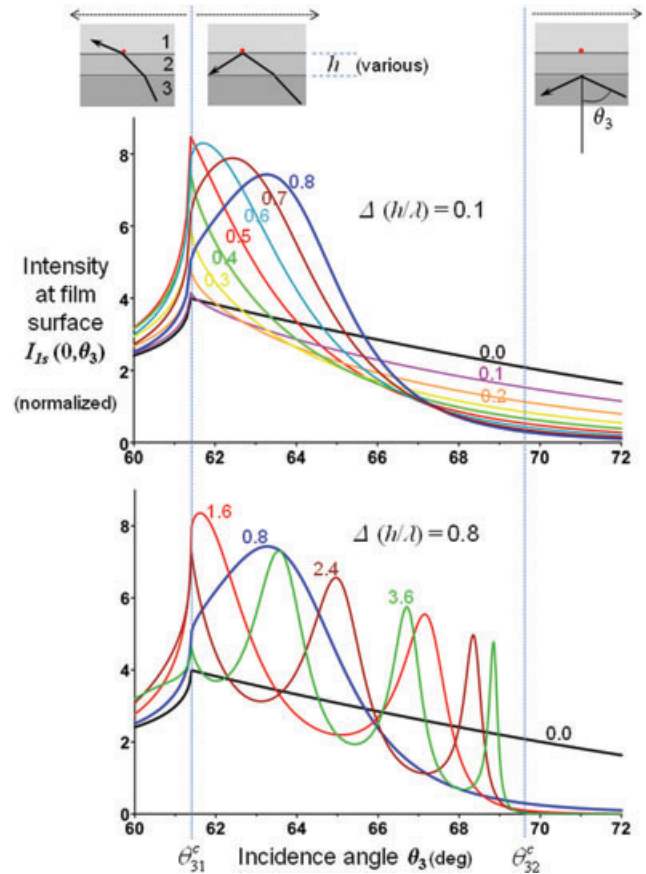 1
2
3
h (various)
θ3
8
6
4
2
0
0.8
0.7
0.6
0.5
0.4
0.3
Δ (h/λ) = 0.1
0.0
0.1
0.2
Intensity
at film
surface
I1s(0,θ3)
(normalized)
60 62 64 66 68 70 72
8
6
4
2
0
1.6
0.8
2.4
3.6
Δ (h/λ) = 0.8
0.0
60 62 64 66 68 70 72
θ31c Incidence angle θ3 (deg) θ32c